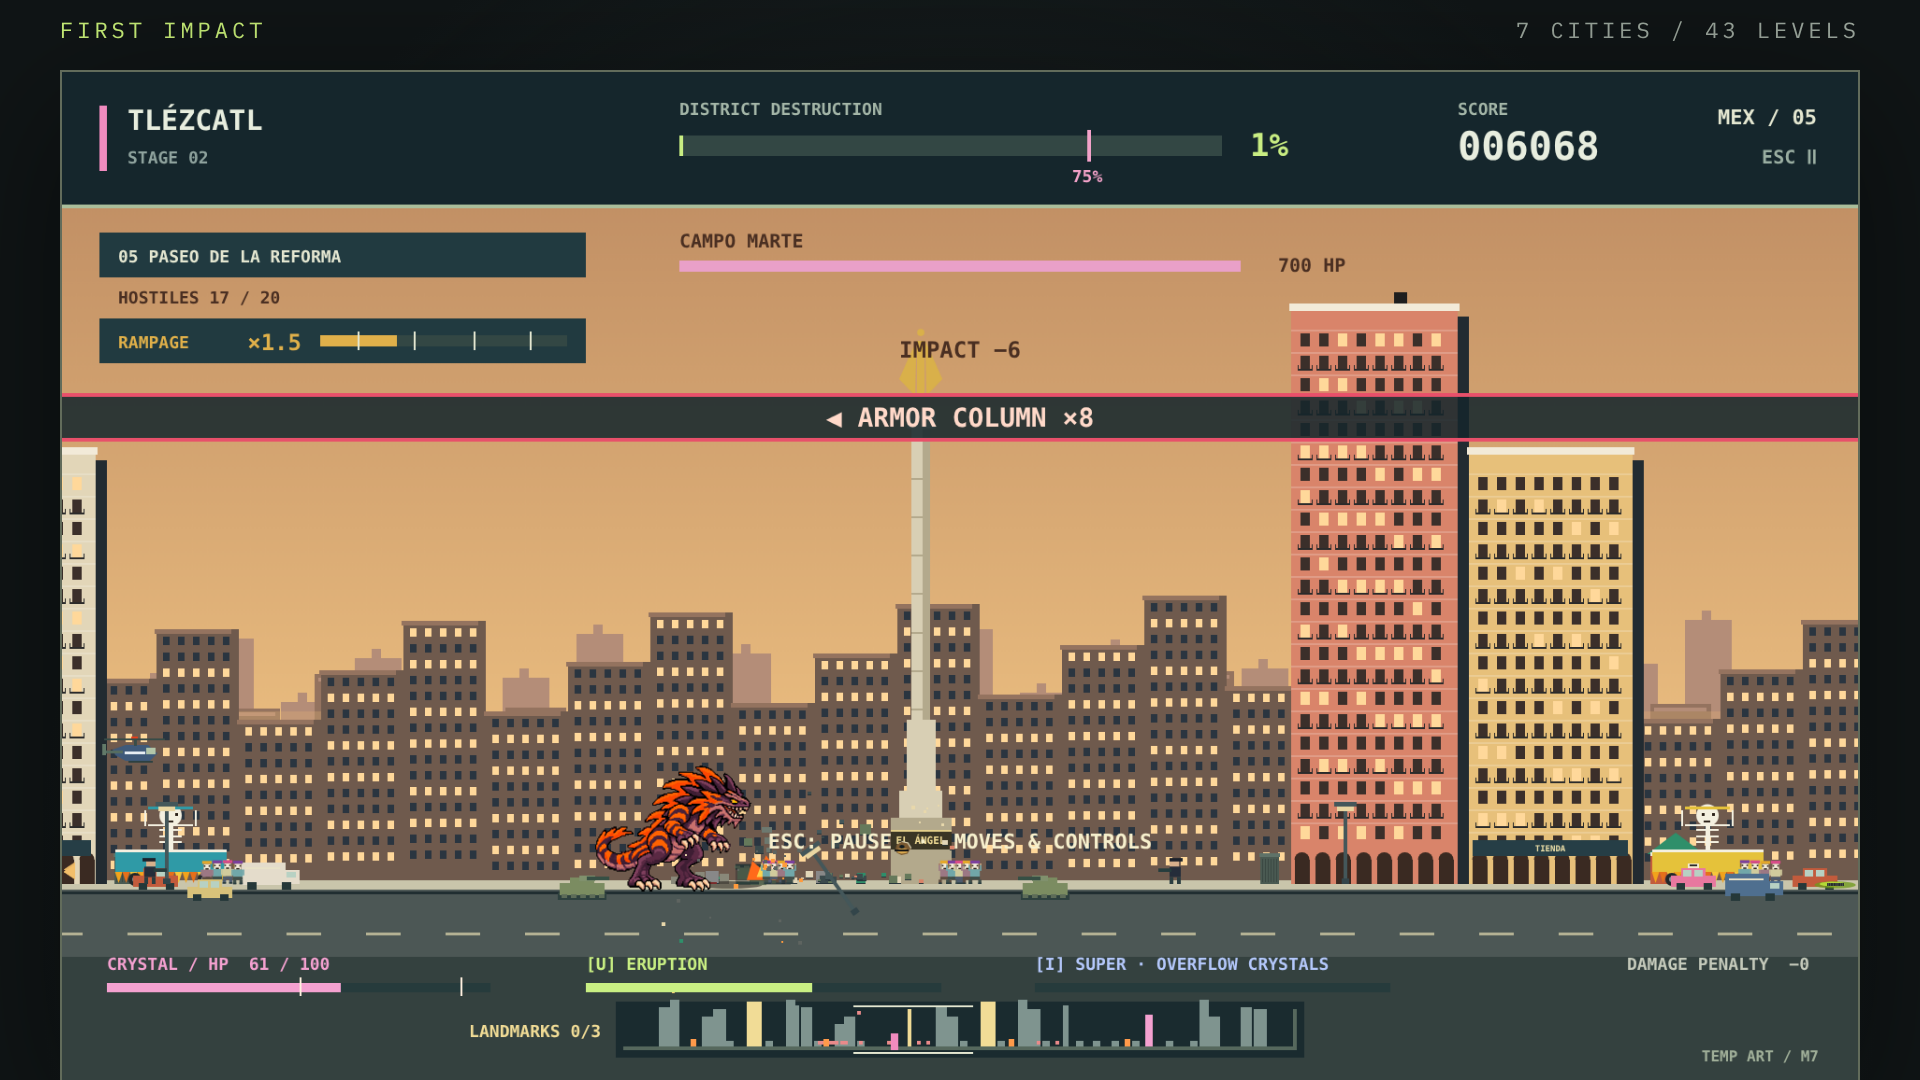 FIRST IMPACT
7 CITIES / 43 LEVELS
TLÉZCATL
STAGE 02
DISTRICT DESTRUCTION
1%
75%
SCORE
006068
MEX / 05
ESC II
05 PASEO DE LA REFORMA
HOSTILES 17 / 20
RAMPAGE ×1.5
CAMPO MARTE
700 HP
IMPACT −6
◀ ARMOR COLUMN ×8
ESC: PAUSE MOVES & CONTROLS
EL ÁNGEL
TIENDA
CRYSTAL / HP 61 / 100
[U] ERUPTION
[I] SUPER · OVERFLOW CRYSTALS
DAMAGE PENALTY −0
LANDMARKS 0/3
TEMP ART / M7